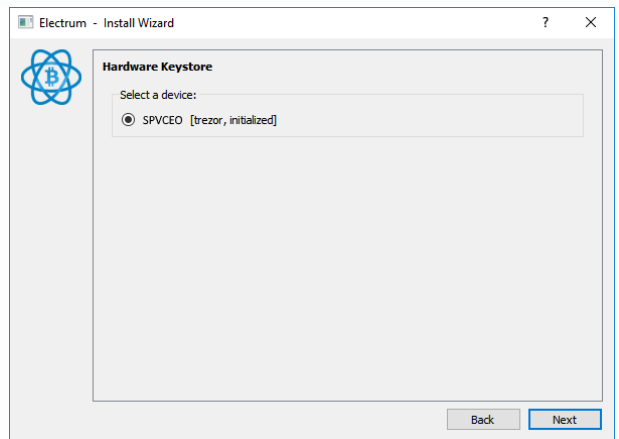 Electrum - Install Wizard
?
Hardware Keystore
Select a device:
SPVCEO [trezor, initialized]
Back
Next